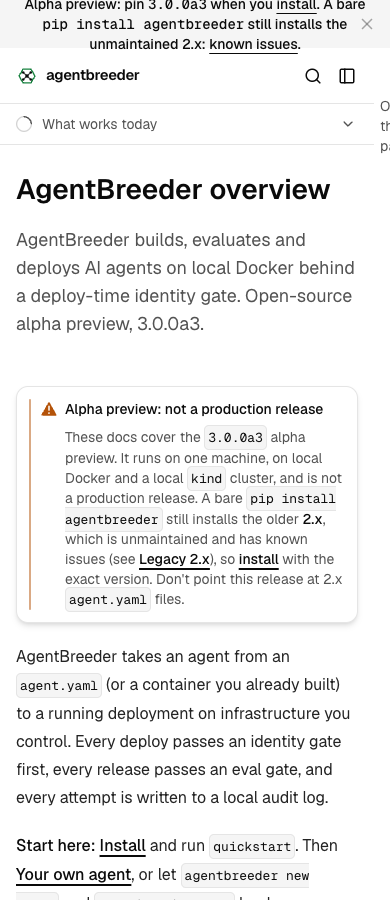 Alpha preview: pin 3.0.0a3 when you install. A bare
pip install agentbreeder still installs the
unmaintained 2.x: known issues.
agentbreeder
What works today
AgentBreeder overview
AgentBreeder builds, evaluates and
deploys AI agents on local Docker behind
a deploy-time identity gate. Open-source
alpha preview, 3.0.0a3.
Alpha preview: not a production release
These docs cover the 3.0.0a3 alpha
preview. It runs on one machine, on local
Docker and a local kind cluster, and is not
a production release. A bare pip install
agentbreeder still installs the older 2.x,
which is unmaintained and has known
issues (see Legacy 2.x), so install with the
exact version. Don't point this release at 2.x
agent.yaml files.
AgentBreeder takes an agent from an
agent.yaml (or a container you already built)
to a running deployment on infrastructure you
control. Every deploy passes an identity gate
first, every release passes an eval gate, and
every attempt is written to a local audit log.
Start here: Install and run quickstart. Then
Your own agent, or let agentbreeder new